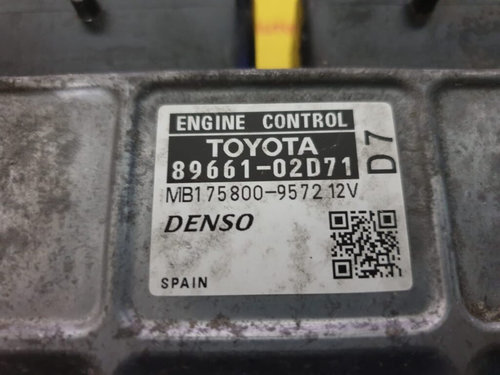 ENGINE CONTROL
TOYOTA
89661-02D71
D7
MB175800-9572 12V
DENSO
SPAIN